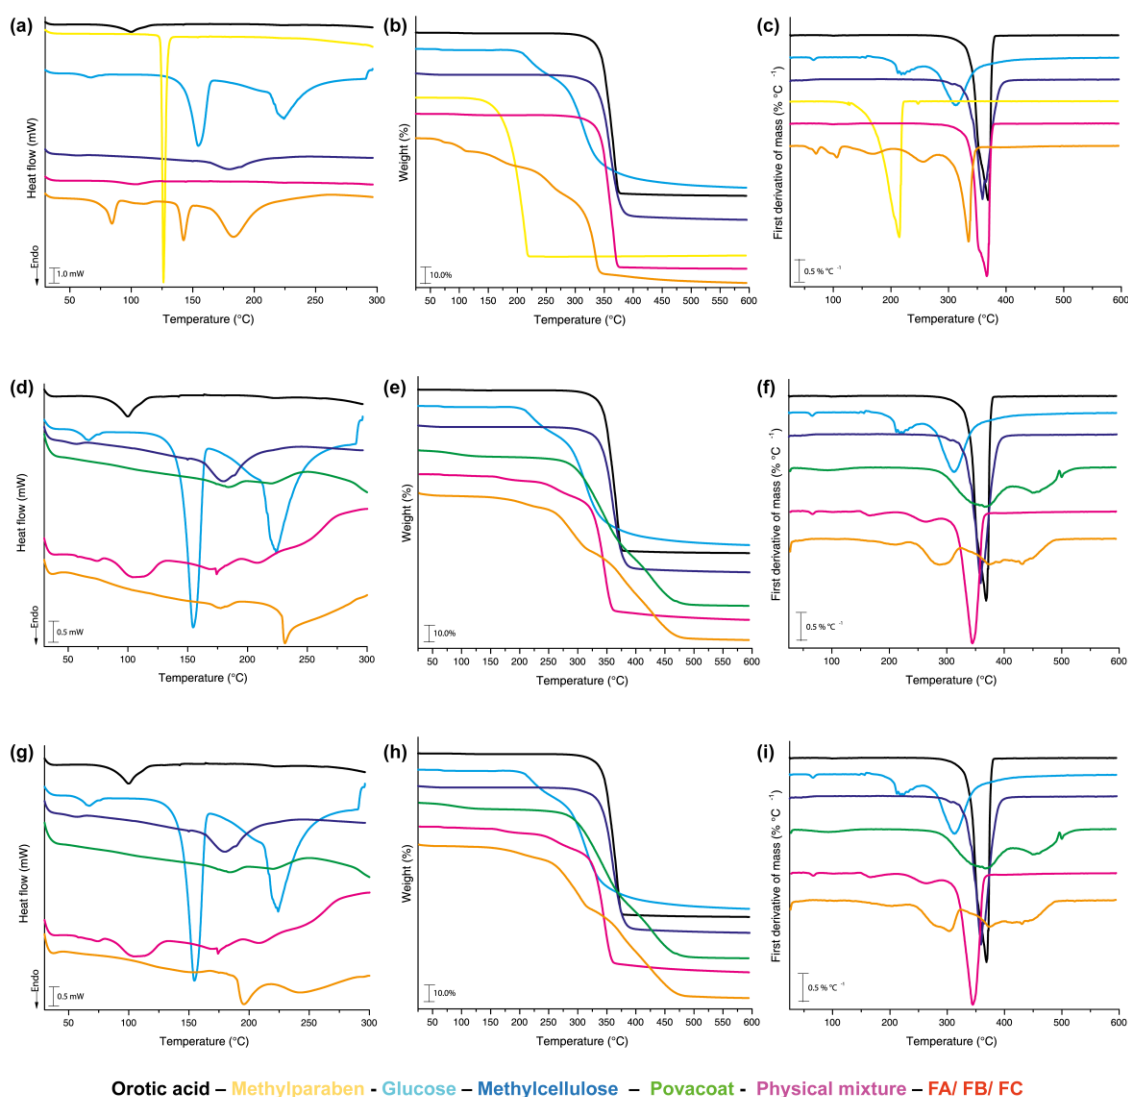 (a)
Heat flow (mW)
Endo
1.0 mW
50 100 150 200 250 300
Temperature (°C)
(b)
Weight (%)
10.0%
50 100 150 200 250 300 350 400 450 500 550 600
Temperature (°C)
(c)
First derivative of mass (% °C ⁻¹)
0.5 % °C ⁻¹
100 200 300 400 500 600
Temperature (°C)
(d)
Heat flow (mW)
Endo
0.5 mW
50 100 150 200 250 300
Temperature (°C)
(e)
Weight (%)
10.0%
50 100 150 200 250 300 350 400 450 500 550 600
Temperature (°C)
(f)
First derivative of mass (% °C ⁻¹)
0.5 % °C ⁻¹
100 200 300 400 500 600
Temperature (°C)
(g)
Heat flow (mW)
Endo
0.5 mW
50 100 150 200 250 300
Temperature (°C)
(h)
Weight (%)
10.0%
50 100 150 200 250 300 350 400 450 500 550 600
Temperature (°C)
(i)
First derivative of mass (% °C ⁻¹)
0.5 % °C ⁻¹
100 200 300 400 500 600
Temperature (°C)
Orotic acid – Methylparaben - Glucose – Methylcellulose – Povacoat - Physical mixture – FA/ FB/ FC